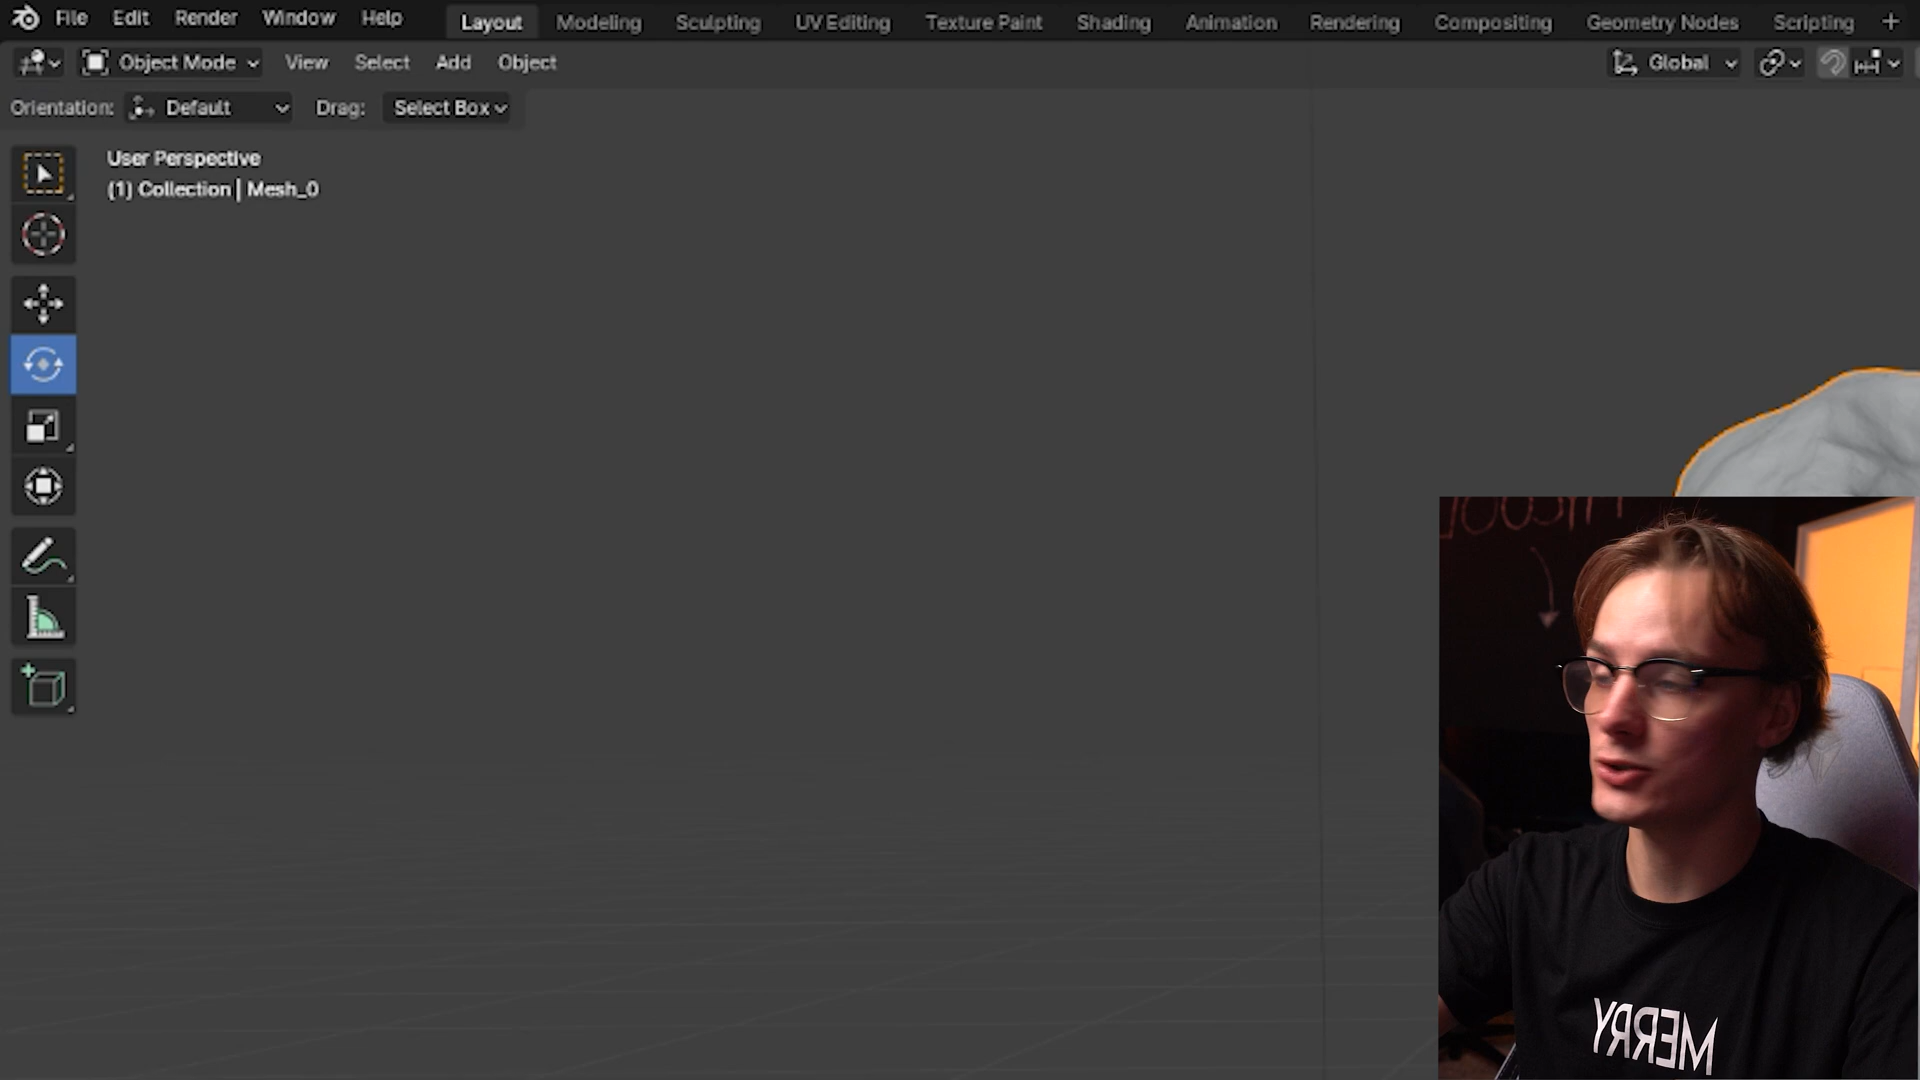 File Edit Render Window Help Layout Modeling Sculpting UV Editing Texture Paint Shading Animation Rendering Compositing Geometry Nodes Scripting +
Object Mode View Select Add Object Global
Orientation: Default Drag: Select Box
User Perspective
(1) Collection | Mesh_0
MERRY